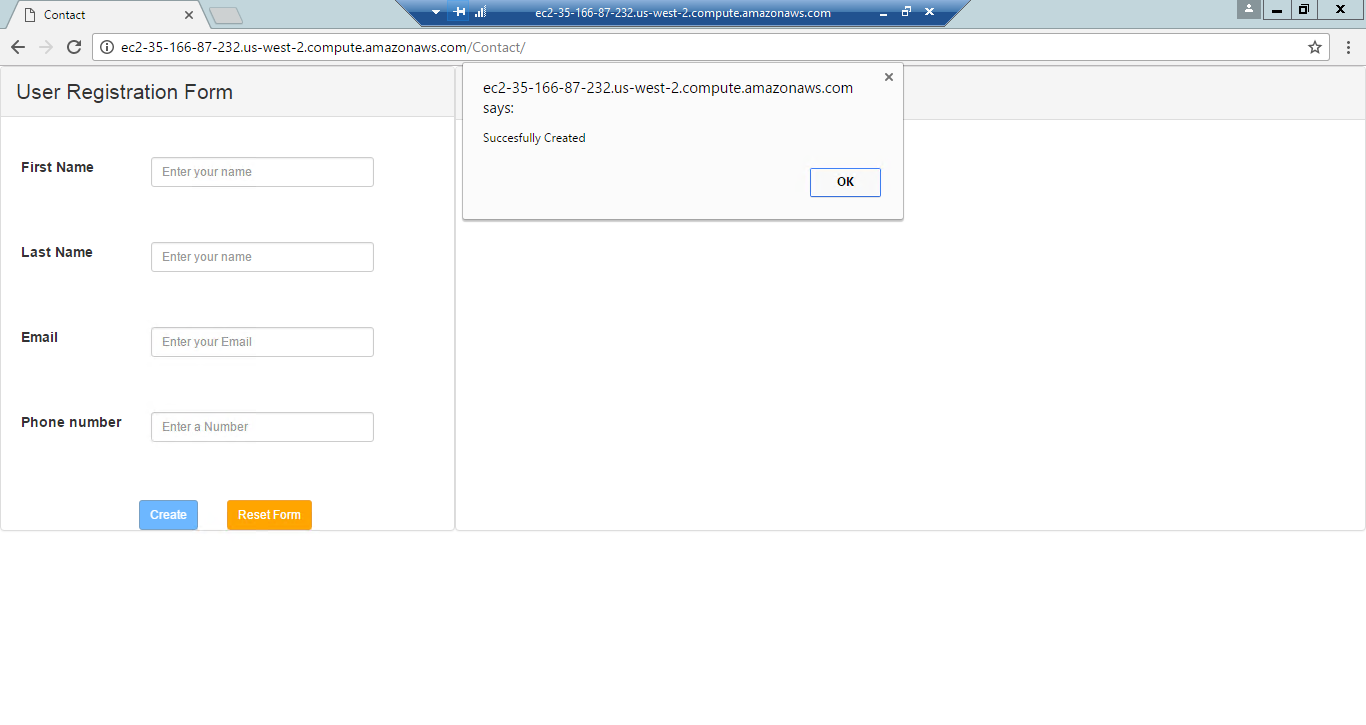 Contact
ec2-35-166-87-232.us-west-2.compute.amazonaws.com
ec2-35-166-87-232.us-west-2.compute.amazonaws.com/Contact/
User Registration Form
ec2-35-166-87-232.us-west-2.compute.amazonaws.com
says:
Succesfully Created
OK
First Name
Enter your name
Last Name
Enter your name
Email
Enter your Email
Phone number
Enter a Number
Create
Reset Form